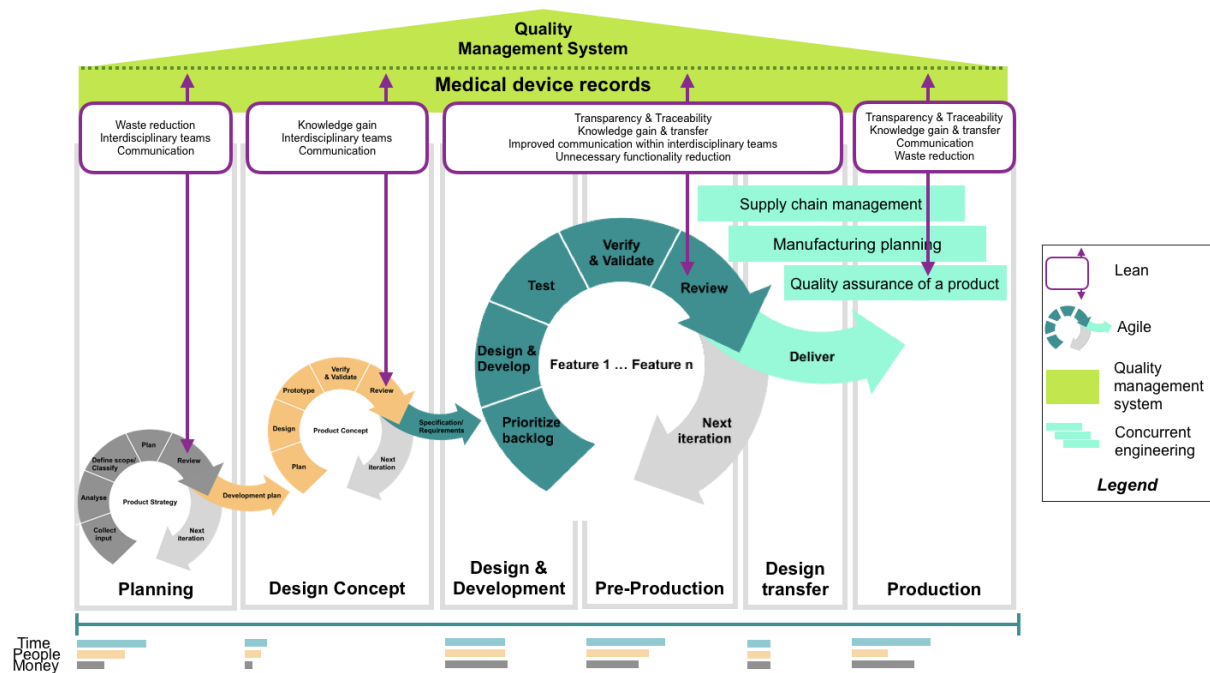 Quality
Management System
Medical device records
Waste reduction
Interdisciplinary teams
Communication
Knowledge gain
Interdisciplinary teams
Communication
Transparency & Traceability
Knowledge gain & transfer
Improved communication within interdisciplinary teams
Unnecessary functionality reduction
Transparency & Traceability
Knowledge gain & transfer
Communication
Waste reduction
Supply chain management
Manufacturing planning
Quality assurance of a product
Collect
input
Analyse
Define scope/
Classify
Plan
Review
Product Strategy
Next
iteration
Development plan
Plan
Design
Prototype
Verify
& Validate
Review
Product Concept
Next
iteration
Specification/
Requirements
Prioritize
backlog
Design &
Develop
Test
Verify
& Validate
Review
Feature 1 ... Feature n
Next
iteration
Deliver
Planning
Design Concept
Design &
Development
Pre-Production
Design
transfer
Production
Time
People
Money
Lean
Agile
Quality
management
system
Concurrent
engineering
Legend